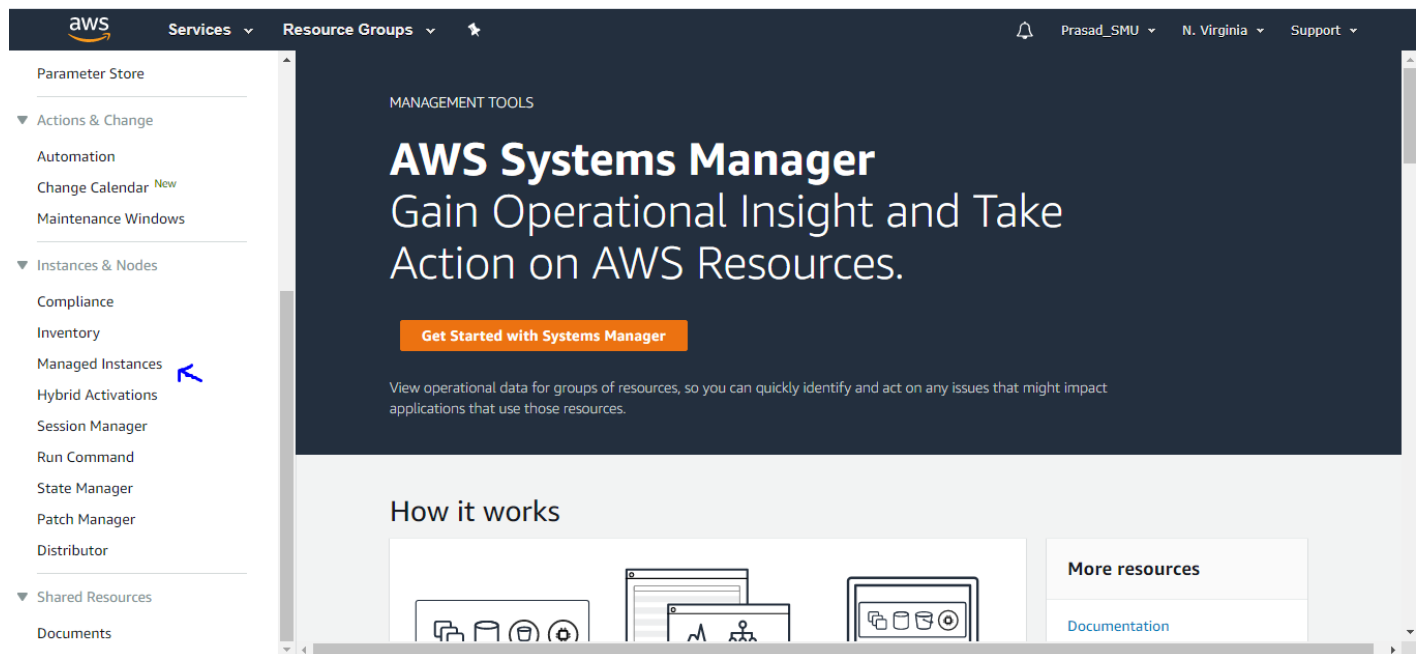 aws Services Resource Groups Prasad_SMU N. Virginia Support
Parameter Store
Actions & Change
Automation
Change Calendar New
Maintenance Windows
Instances & Nodes
Compliance
Inventory
Managed Instances
Hybrid Activations
Session Manager
Run Command
State Manager
Patch Manager
Distributor
Shared Resources
Documents
MANAGEMENT TOOLS
AWS Systems Manager
Gain Operational Insight and Take
Action on AWS Resources.
Get Started with Systems Manager
View operational data for groups of resources, so you can quickly identify and act on any issues that might impact
applications that use those resources.
How it works
More resources
Documentation